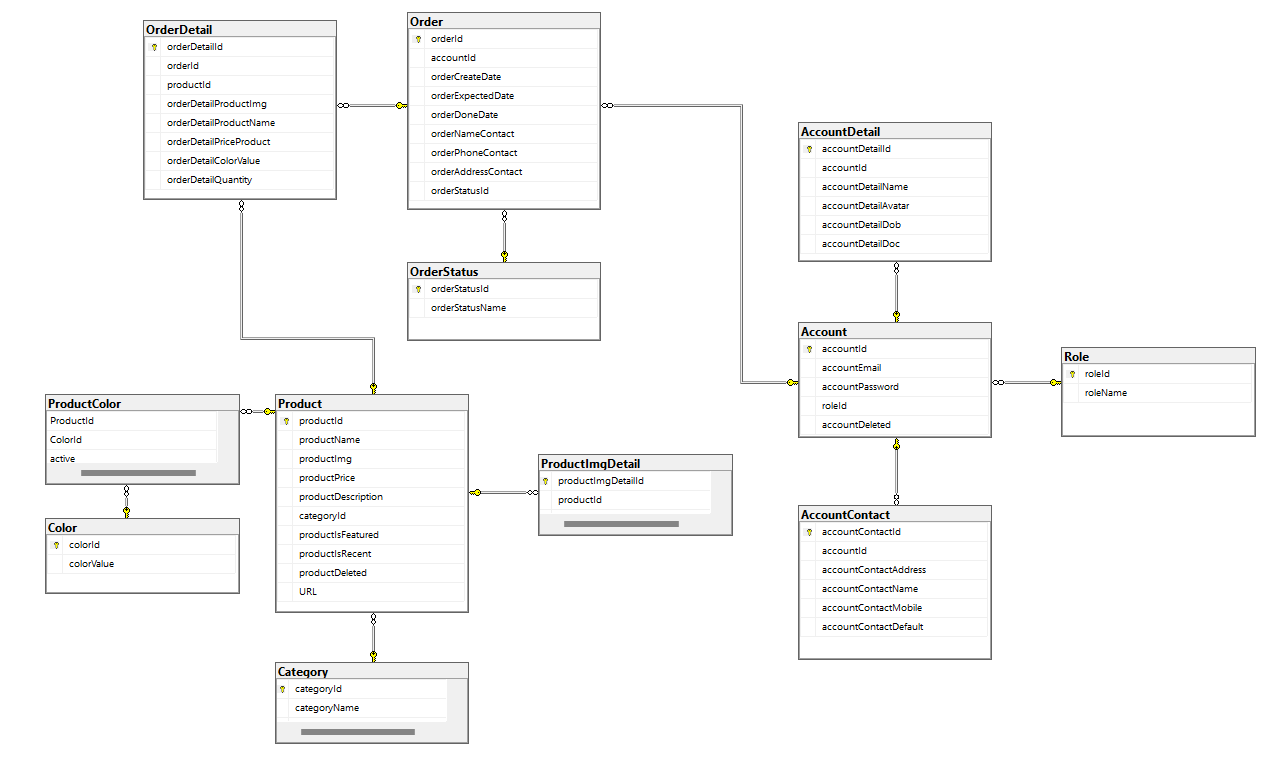 OrderDetail
orderDetailId
orderId
productId
orderDetailProductImg
orderDetailProductName
orderDetailPriceProduct
orderDetailColorValue
orderDetailQuantity
Order
orderId
accountId
orderCreateDate
orderExpectedDate
orderDoneDate
orderNameContact
orderPhoneContact
orderAddressContact
orderStatusId
OrderStatus
orderStatusId
orderStatusName
AccountDetail
accountDetailId
accountId
accountDetailName
accountDetailAvatar
accountDetailDob
accountDetailDoc
Account
accountId
accountEmail
accountPassword
roleId
accountDeleted
Role
roleId
roleName
ProductColor
ProductId
ColorId
active
Product
productId
productName
productImg
productPrice
productDescription
categoryId
productIsFeatured
productIsRecent
productDeleted
URL
ProductImgDetail
productImgDetailId
productId
Color
colorId
colorValue
AccountContact
accountContactId
accountId
accountContactAddress
accountContactName
accountContactMobile
accountContactDefault
Category
categoryId
categoryName